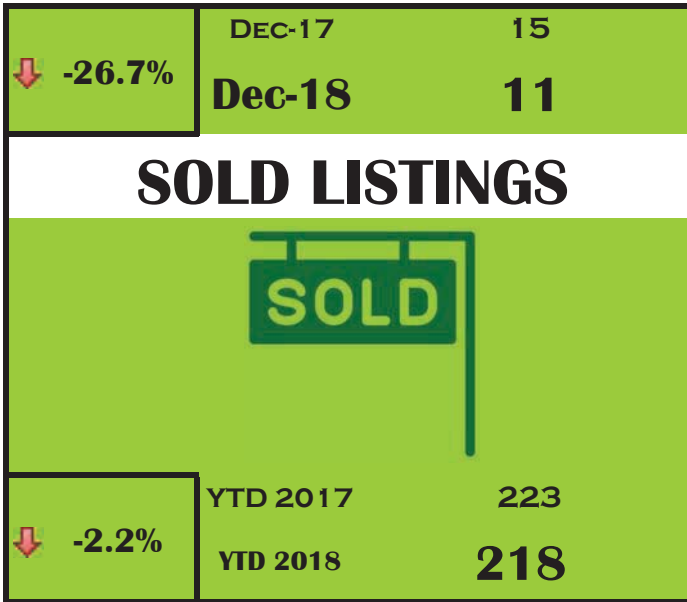 DEC-17 15
-26.7%
Dec-18 11
SOLD LISTINGS
SOLD
YTD 2017 223
-2.2%
YTD 2018 218